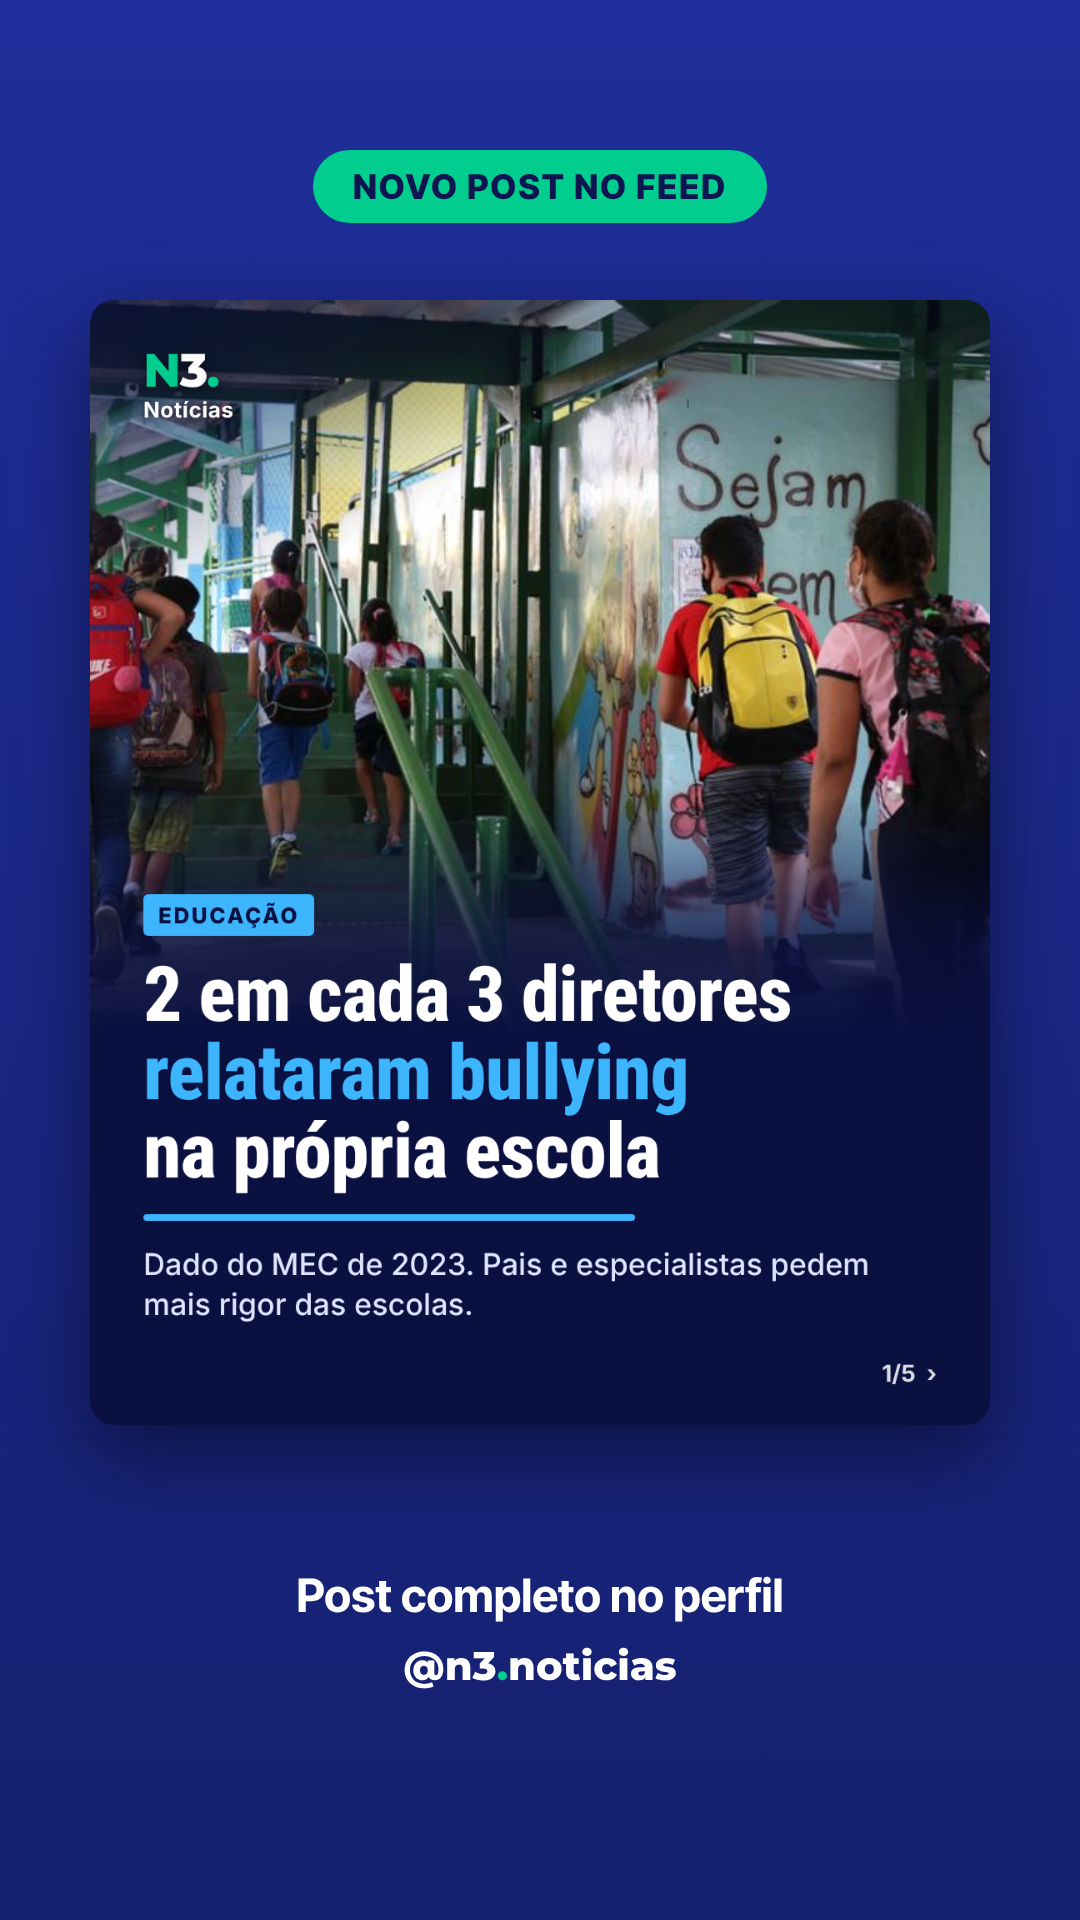 NOVO POST NO FEED
N3.
Notícias
Sejam
NIKE
EDUCAÇÃO
2 em cada 3 diretores
relataram bullying
na própria escola
Dado do MEC de 2023. Pais e especialistas pedem
mais rigor das escolas.
1/5 ›
Post completo no perfil
@n3.noticias